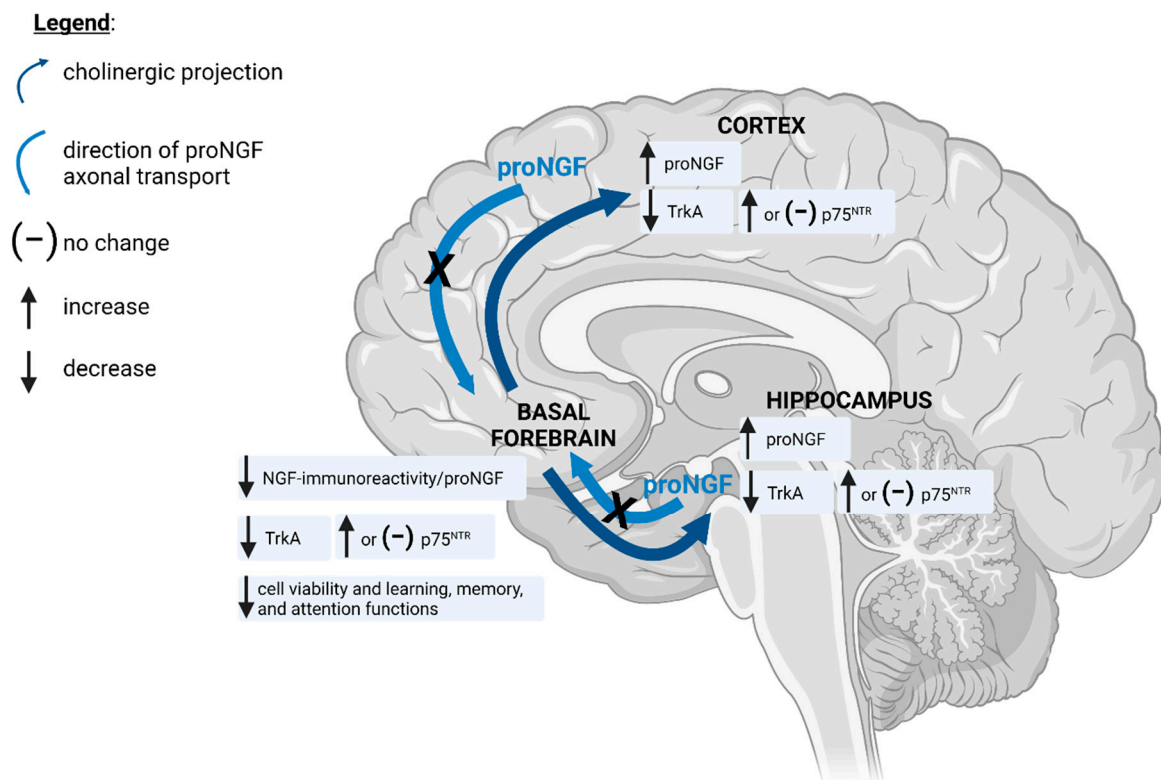 Legend:
cholinergic projection
direction of proNGF
axonal transport
(-) no change
increase
decrease
CORTEX
proNGF
proNGF
TrkA
or (-) p75NTR
BASAL
FOREBRAIN
HIPPOCAMPUS
proNGF
proNGF
TrkA
or (-) p75NTR
NGF-immunoreactivity/proNGF
TrkA
or (-) p75NTR
cell viability and learning, memory,
and attention functions
X
X